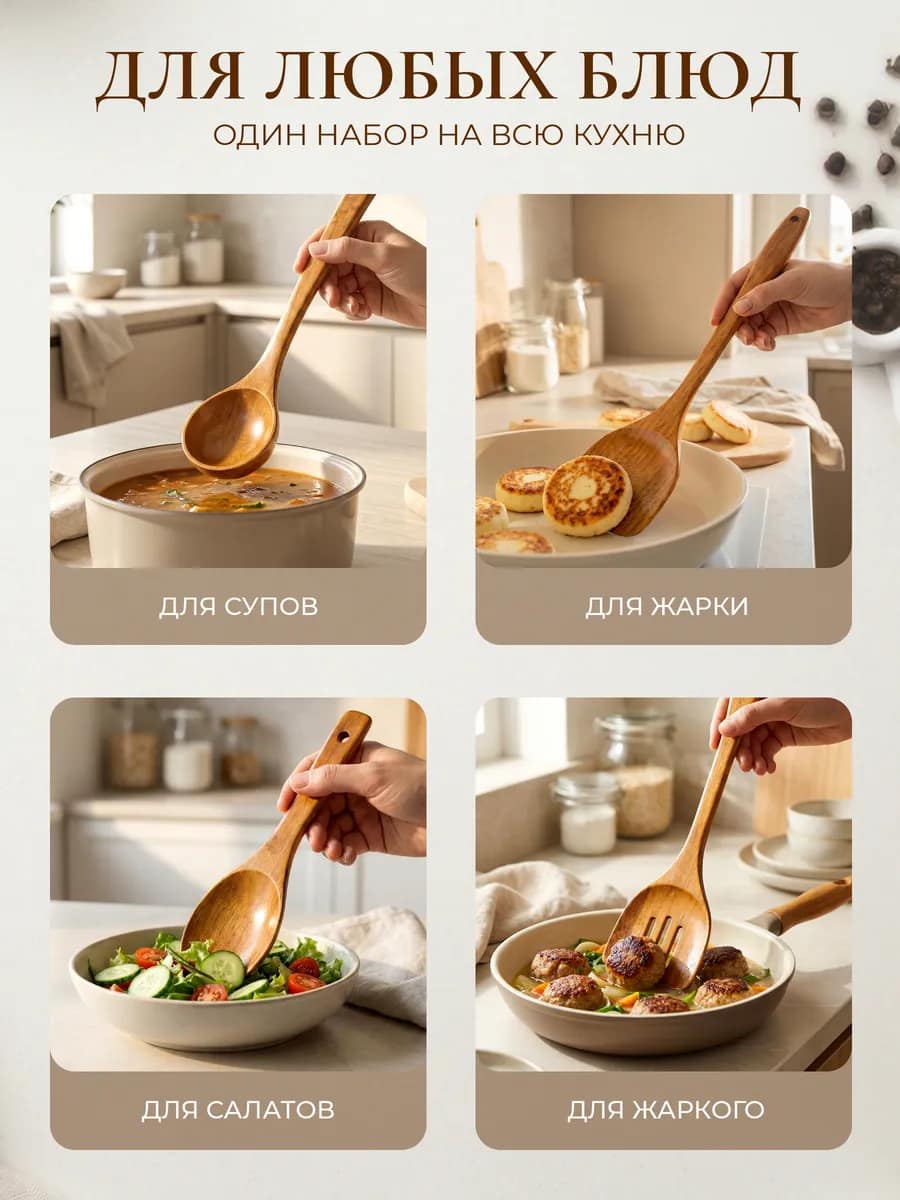 ДЛЯ ЛЮБЫХ БЛЮД
ОДИН НАБОР НА ВСЮ КУХНЮ
ДЛЯ СУПОВ
ДЛЯ ЖАРКИ
ДЛЯ САЛАТОВ
ДЛЯ ЖАРКОГО